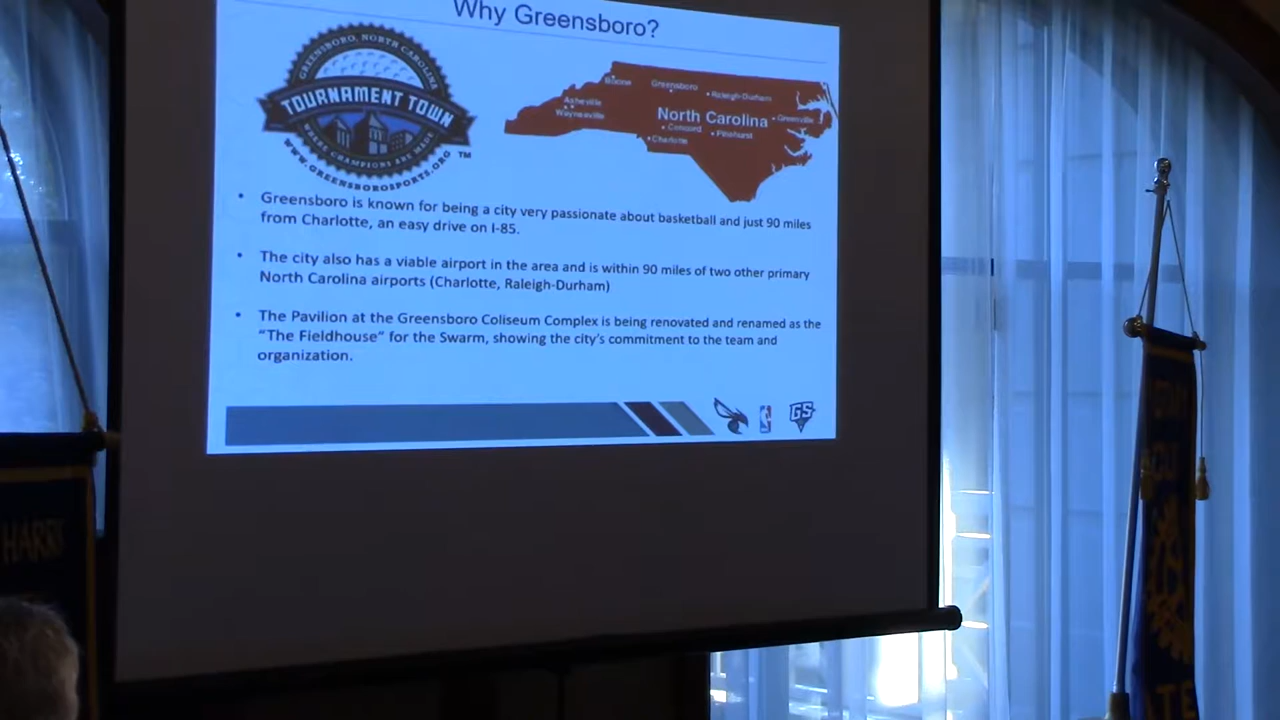 Why Greensboro?
GREENSBORO, NORTH CAROLINA
TOURNAMENT TOWN
WHERE CHAMPIONS ARE MADE
WWW.GREENSBOROSPORTS.ORG
TM
Boone
Greensboro
Raleigh-Durham
Asheville
Waynesville
North Carolina
Greenville
Concord
Pinehurst
Charlotte
• Greensboro is known for being a city very passionate about basketball and just 90 miles
from Charlotte, an easy drive on I-85.
• The city also has a viable airport in the area and is within 90 miles of two other primary
North Carolina airports (Charlotte, Raleigh-Durham)
• The Pavilion at the Greensboro Coliseum Complex is being renovated and renamed as the
“The Fieldhouse” for the Swarm, showing the city’s commitment to the team and
organization.
GS
HARR